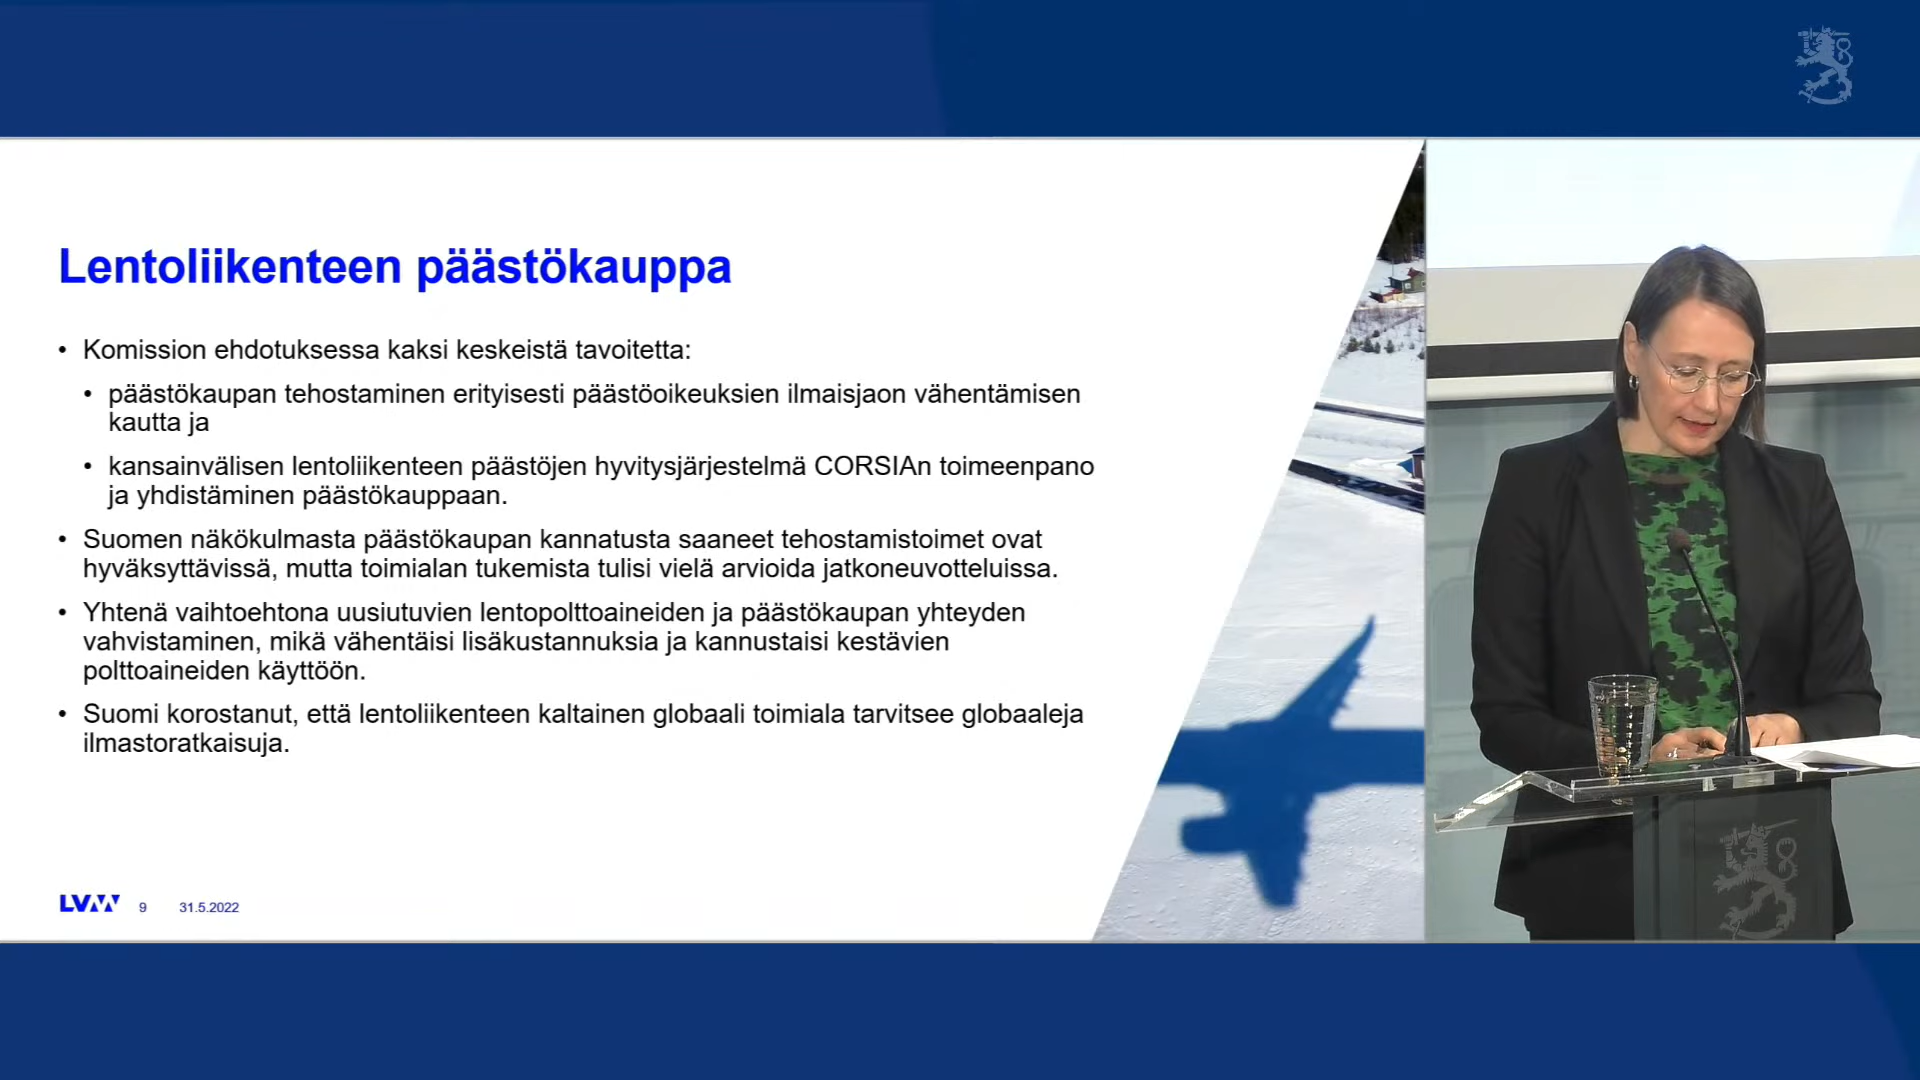 Lentoliikenteen päästökauppa
• Komission ehdotuksessa kaksi keskeistä tavoitetta:
• päästökaupan tehostaminen erityisesti päästöoikeuksien ilmaisjaon vähentämisen
kautta ja
• kansainvälisen lentoliikenteen päästöjen hyvitysjärjestelmä CORSIAn toimeenpano
ja yhdistäminen päästökauppaan.
• Suomen näkökulmasta päästökaupan kannatusta saaneet tehostamistoimet ovat
hyväksyttävissä, mutta toimialan tukemista tulisi vielä arvioida jatkoneuvotteluissa.
• Yhtenä vaihtoehtona uusiutuvien lentopolttoaineiden ja päästökaupan yhteyden
vahvistaminen, mikä vähentäisi lisäkustannuksia ja kannustaisi kestävien
polttoaineiden käyttöön.
• Suomi korostanut, että lentoliikenteen kaltainen globaali toimiala tarvitsee globaaleja
ilmastoratkaisuja.
LVM 9 31.5.2022